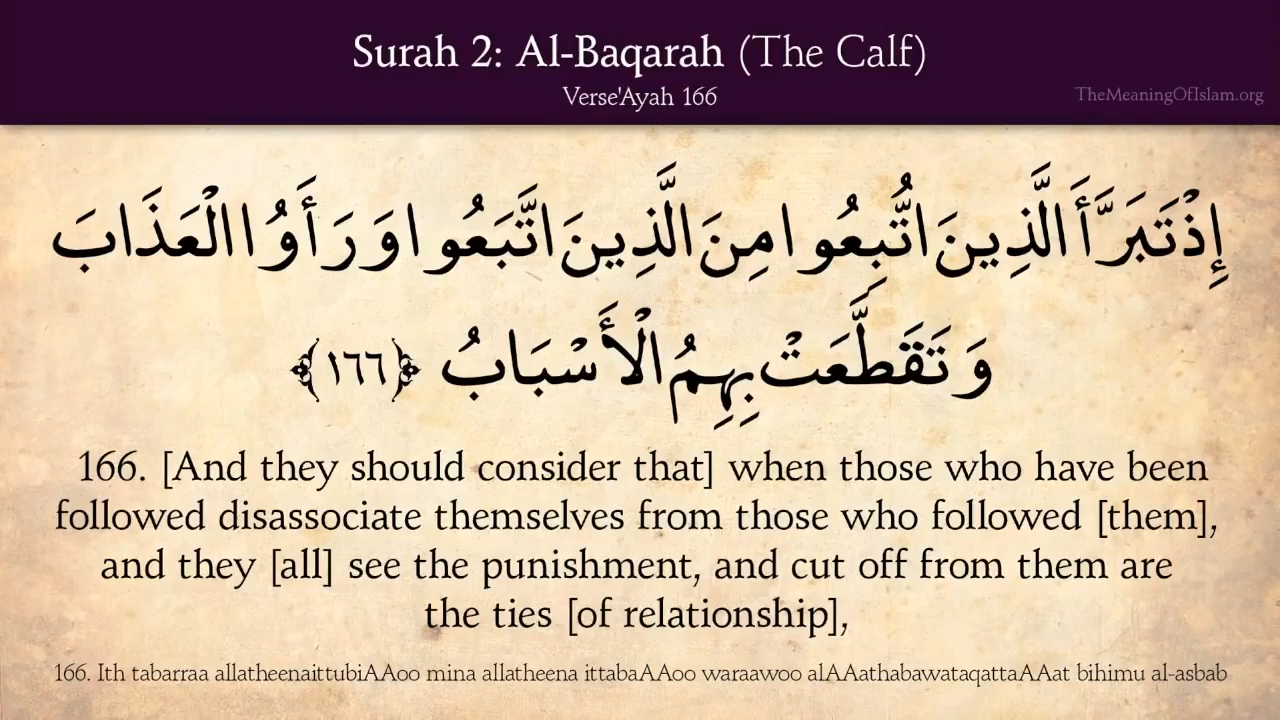 Surah 2: Al-Baqarah (The Calf)
Verse'Ayah 166
TheMeaningOfIslam.org
إِذْ تَبَرَّأَ الَّذِينَ اتُّبِعُوا مِنَ الَّذِينَ اتَّبَعُوا وَرَأَوُا الْعَذَابَ
وَتَقَطَّعَتْ بِهِمُ الْأَسْبَابُ ﴿١٦٦﴾
166. [And they should consider that] when those who have been
followed disassociate themselves from those who followed [them],
and they [all] see the punishment, and cut off from them are
the ties [of relationship],
166. Ith tabarraa allatheenaittubiAAoo mina allatheena ittabaAAoo waraawoo alAAathabawataqattaAAat bihimu al-asbab